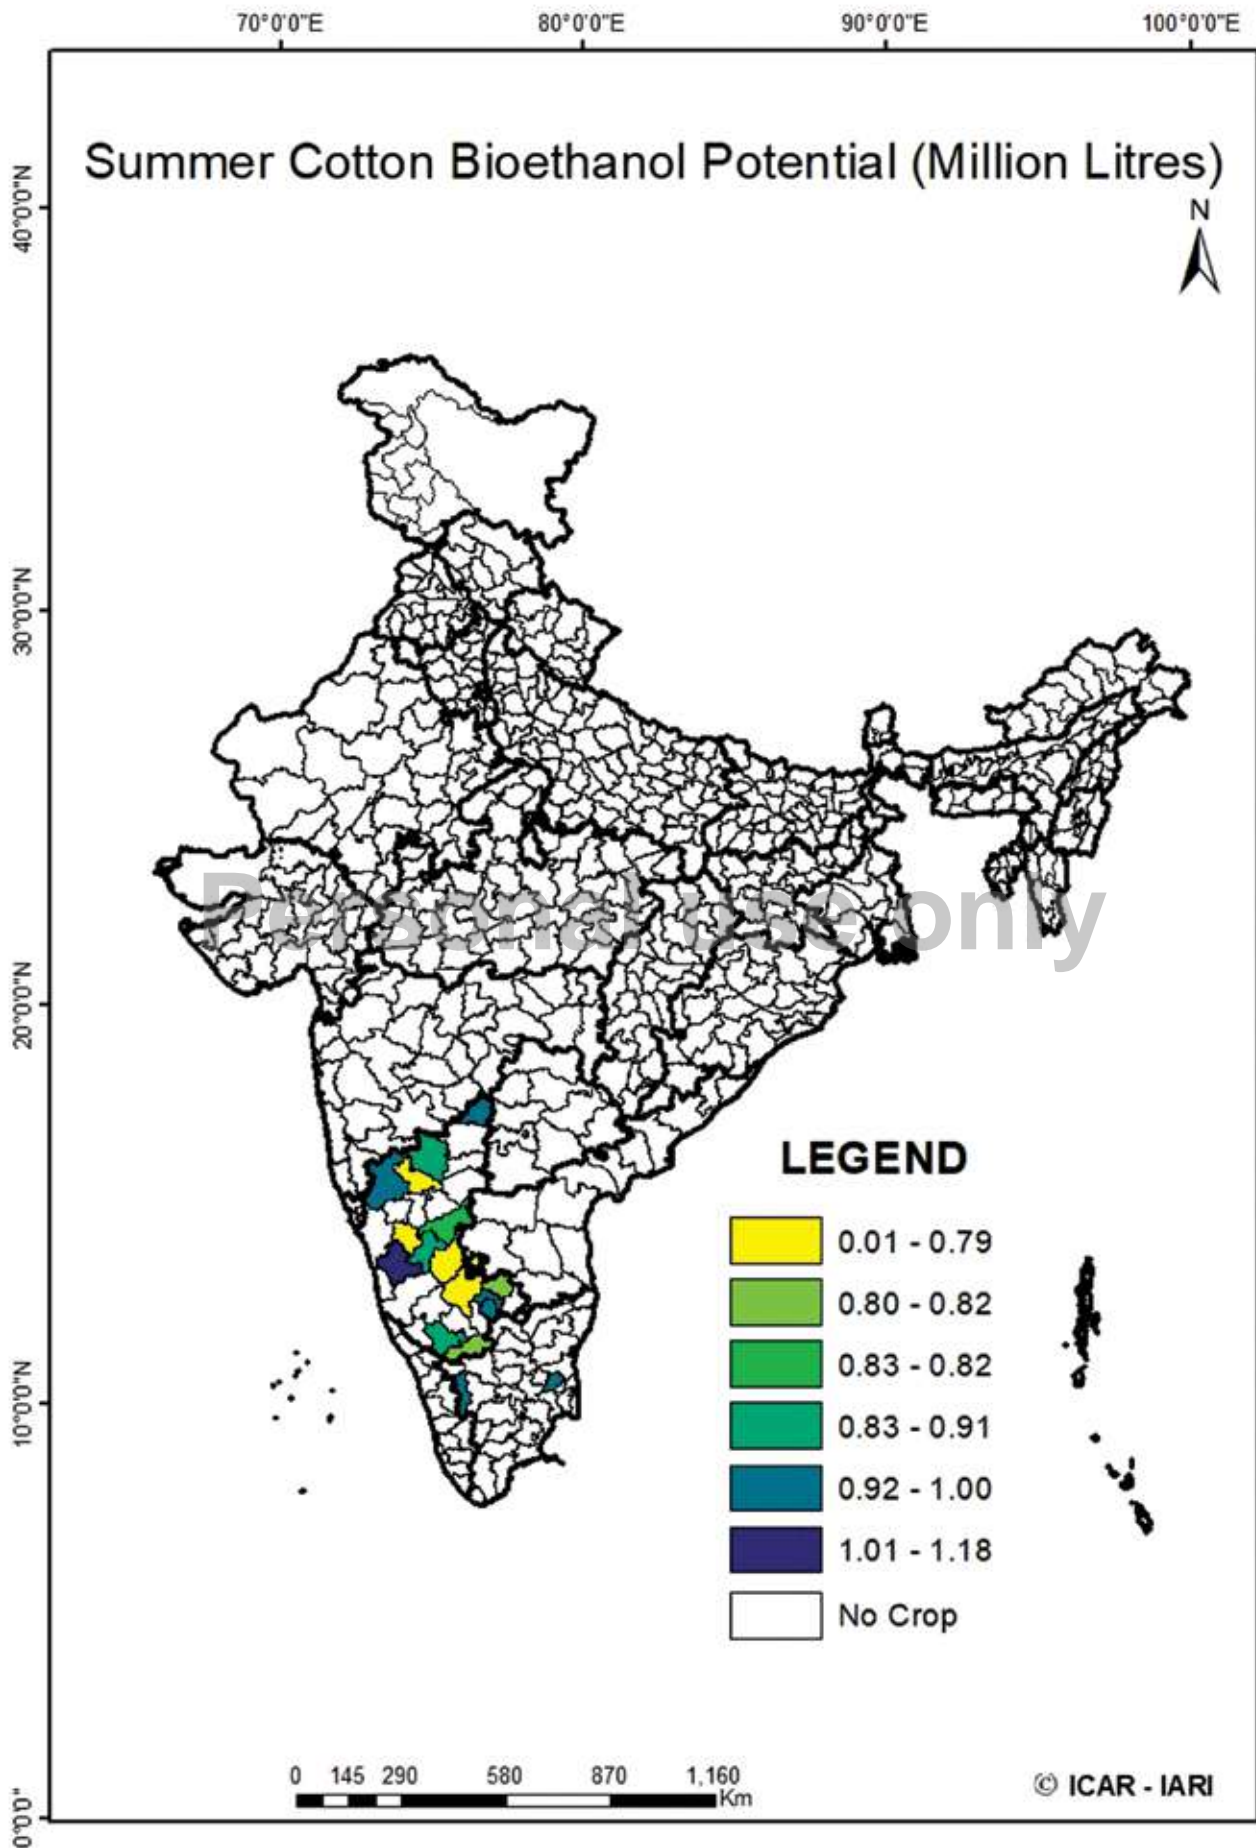 70°0'0"E 80°0'0"E 90°0'0"E 100°0'0"E
Summer Cotton Bioethanol Potential (Million Litres)
N
40°0'0"N
30°0'0"N
20°0'0"N
10°0'0"N
0°0'0"
Personal use only
LEGEND
0.01 - 0.79
0.80 - 0.82
0.83 - 0.82
0.83 - 0.91
0.92 - 1.00
1.01 - 1.18
No Crop
0 145 290 580 870 1,160
Km
© ICAR - IARI